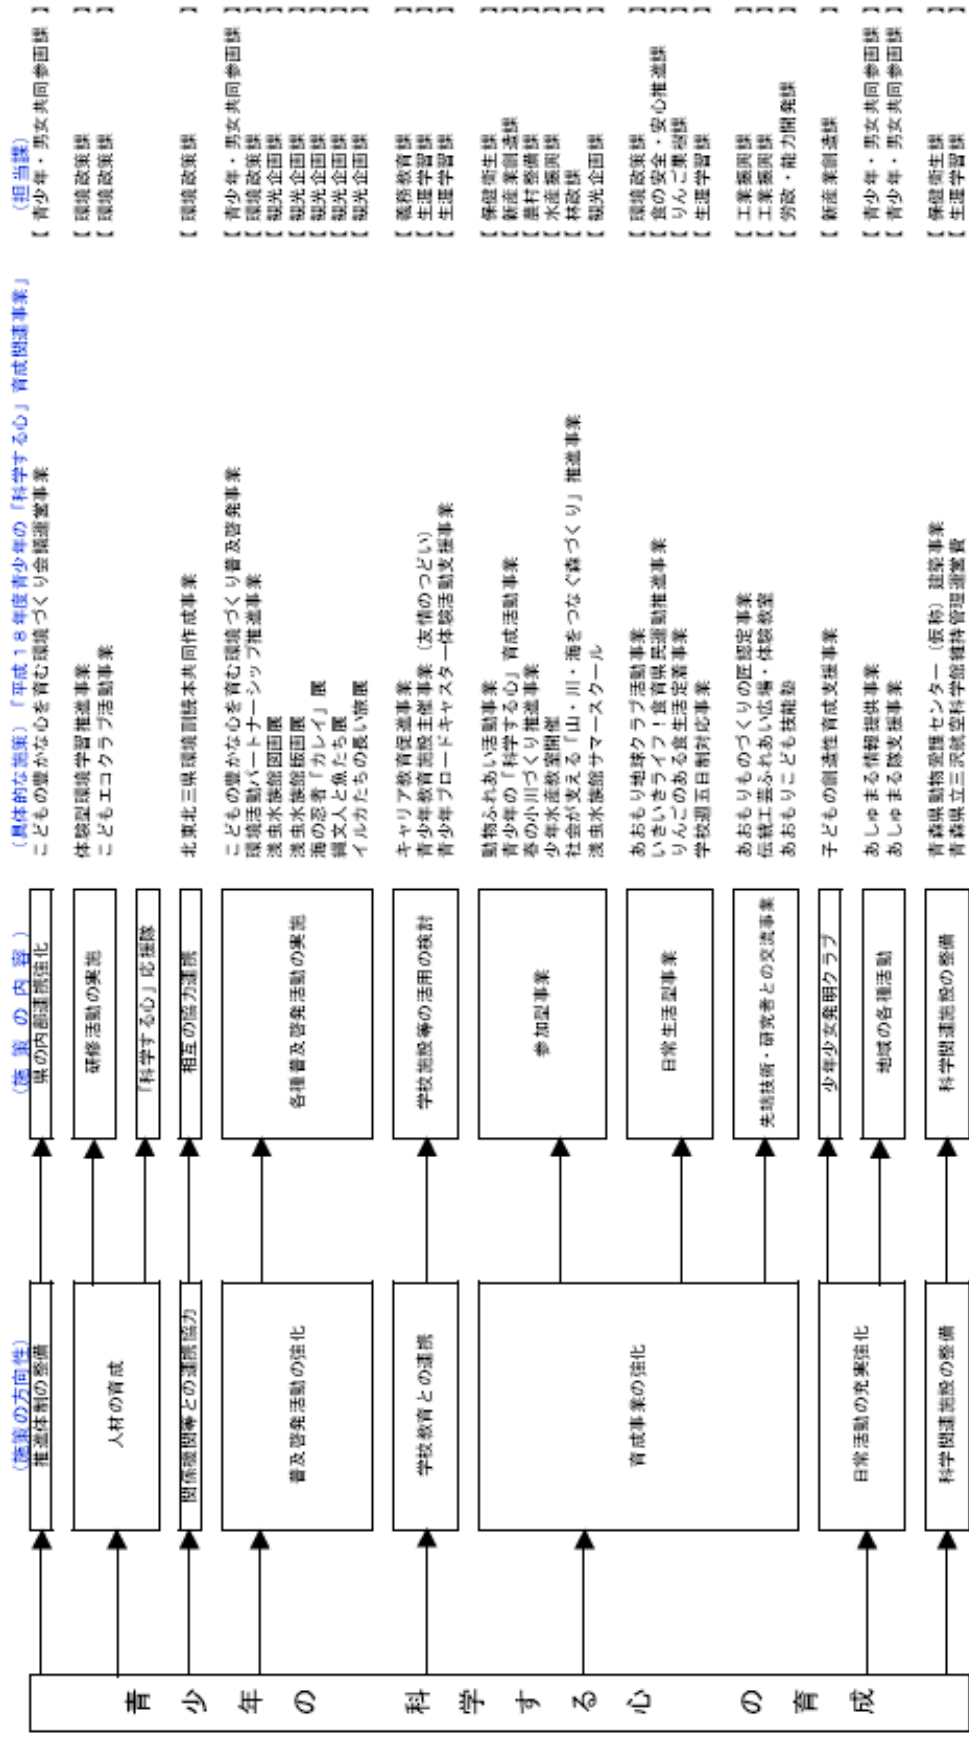 青少年の科学する心の育成
(施策の方向性)
推進体制の整備
人材の育成
関係機関等との連携協力
普及啓発活動の強化
学校教育との連携
育成事業の強化
日常活動の充実強化
科学関連施設の整備
(施策の内容)
県の内部連携強化
研修活動の実施
「科学する心」応援隊
相互の協力連携
各種普及啓発活動の実施
学校施設等の活用の検討
参加型事業
日常生活型事業
先端技術・研究者との交流事業
少年少女発明クラブ
地域の各種活動
科学関連施設の整備
(具体的な施策)「平成18年度青少年の「科学する心」育成関連事業」
(担当課)
こどもの豊かな心を育む環境づくり会議運営事業 【青少年・男女共同参画課】
体験型環境学習推進事業 【環境政策課】
こどもエコクラブ活動事業 【環境政策課】
北東北三県環境副読本共同作成事業 【環境政策課】
こどもの豊かな心を育む環境づくり普及啓発事業 【青少年・男女共同参画課】
環境活動パートナーシップ推進事業 【環境政策課】
浅虫水族館図画展 【観光企画課】
浅虫水族館版画展 【観光企画課】
海の忍者「カレイ」展 【観光企画課】
縄文人と魚たち展 【観光企画課】
イルカたちの長い旅展 【観光企画課】
キャリア教育促進事業 【義務教育課】
青少年教育施設主催事業(友情のつどい) 【生涯学習課】
青少年ブロードキャスター体験活動支援事業 【生涯学習課】
動物ふれあい活動事業 【保健衛生課】
青少年の「科学する心」育成活動事業 【新産業創造課】
春の小川づくり推進事業 【農村整備課】
少年水産教室開催 【水産振興課】
社会が支える「山・川・海をつなぐ森づくり」推進事業 【林政課】
浅虫水族館サマースクール 【観光企画課】
あおもり地球クラブ活動事業 【環境政策課】
いきいきライフ!食育県民運動推進事業 【食の安全・安心推進課】
りんごのある食生活定着事業 【りんご果樹課】
学校週五日制対応事業 【生涯学習課】
あおもりものづくりの匠認定事業 【工業振興課】
伝統工芸ふれあい広場・体験教室 【工業振興課】
あおもりこども技能塾 【労政・能力開発課】
子どもの創造性育成支援事業 【新産業創造課】
あしゅまる情報提供事業 【青少年・男女共同参画課】
あしゅまる隊支援事業 【青少年・男女共同参画課】
青森県動物愛護センター(仮称)建築事業 【保健衛生課】
青森県立三沢航空科学館維持管理運営費 【生涯学習課】